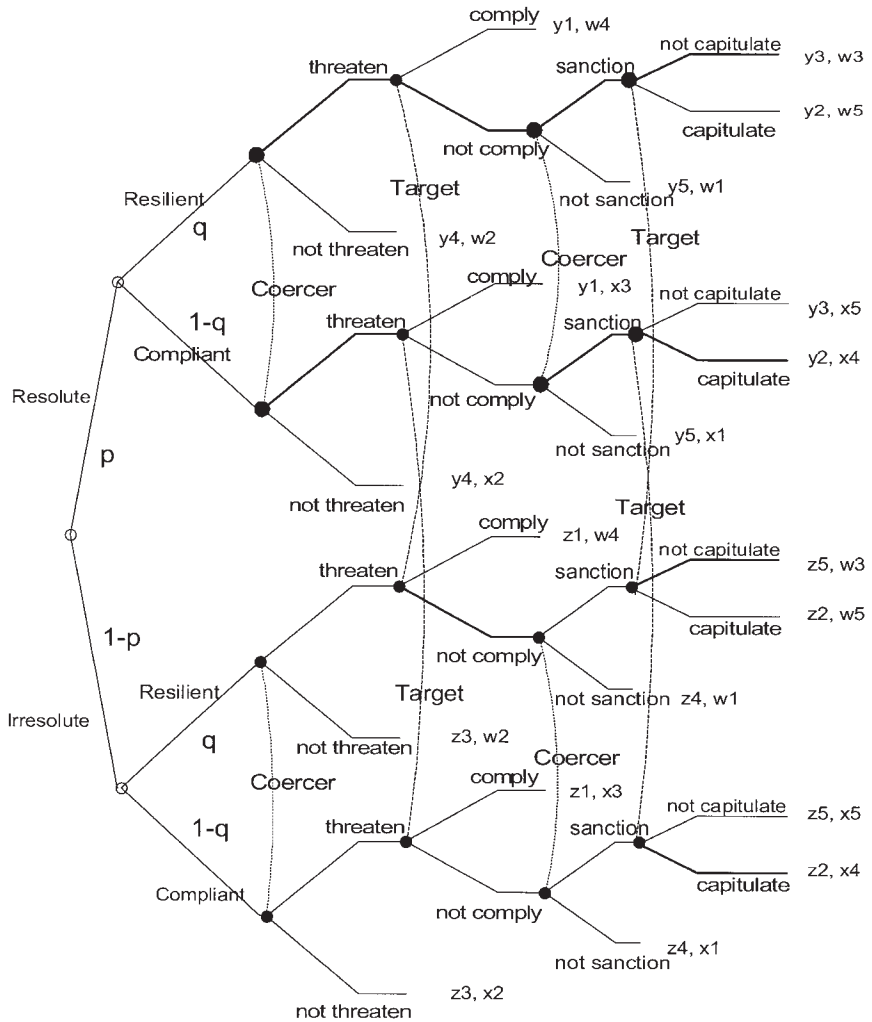 comply
y1, w4
not capitulate
y3, w3
threaten
sanction
y2, w5
capitulate
not comply
Target
Resilient
not sanction
y5, w1
q
not threaten
y4, w2
Target
Coercer
comply
Coercer
y1, x3
not capitulate
1-q
threaten
sanction
y3, x5
Compliant
y2, x4
Resolute
not comply
capitulate
p
not sanction
y5, x1
not threaten
y4, x2
Target
comply
z1, w4
not capitulate
threaten
sanction
z5, w3
z2, w5
1-p
not comply
capitulate
Resilient
Target
not sanction
z4, w1
Irresolute
q
not threaten
z3, w2
Coercer
Coercer
comply
z1, x3
not capitulate
1-q
threaten
sanction
z5, x5
z2, x4
Compliant
capitulate
not comply
not sanction
z4, x1
not threaten
z3, x2